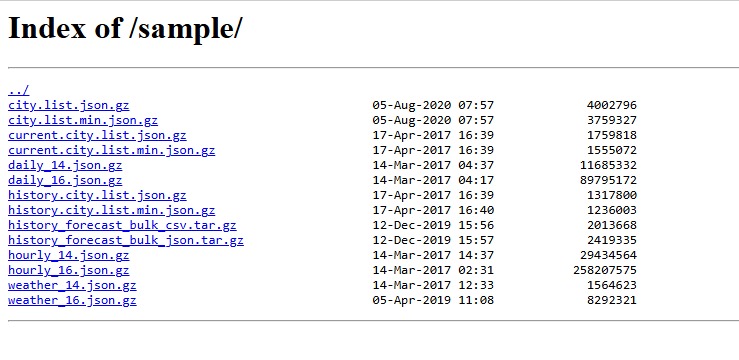 Index of /sample/
../
city.list.json.gz 05-Aug-2020 07:57 4002796
city.list.min.json.gz 05-Aug-2020 07:57 3759327
current.city.list.json.gz 17-Apr-2017 16:39 1759818
current.city.list.min.json.gz 17-Apr-2017 16:39 1555072
daily_14.json.gz 14-Mar-2017 04:37 11685332
daily_16.json.gz 14-Mar-2017 04:17 89795172
history.city.list.json.gz 17-Apr-2017 16:39 1317800
history.city.list.min.json.gz 17-Apr-2017 16:40 1236003
history_forecast_bulk_csv.tar.gz 12-Dec-2019 15:56 2013668
history_forecast_bulk_json.tar.gz 12-Dec-2019 15:57 2419335
hourly_14.json.gz 14-Mar-2017 14:37 29434564
hourly_16.json.gz 14-Mar-2017 02:31 258207575
weather_14.json.gz 14-Mar-2017 12:33 1564623
weather_16.json.gz 05-Apr-2019 11:08 8292321